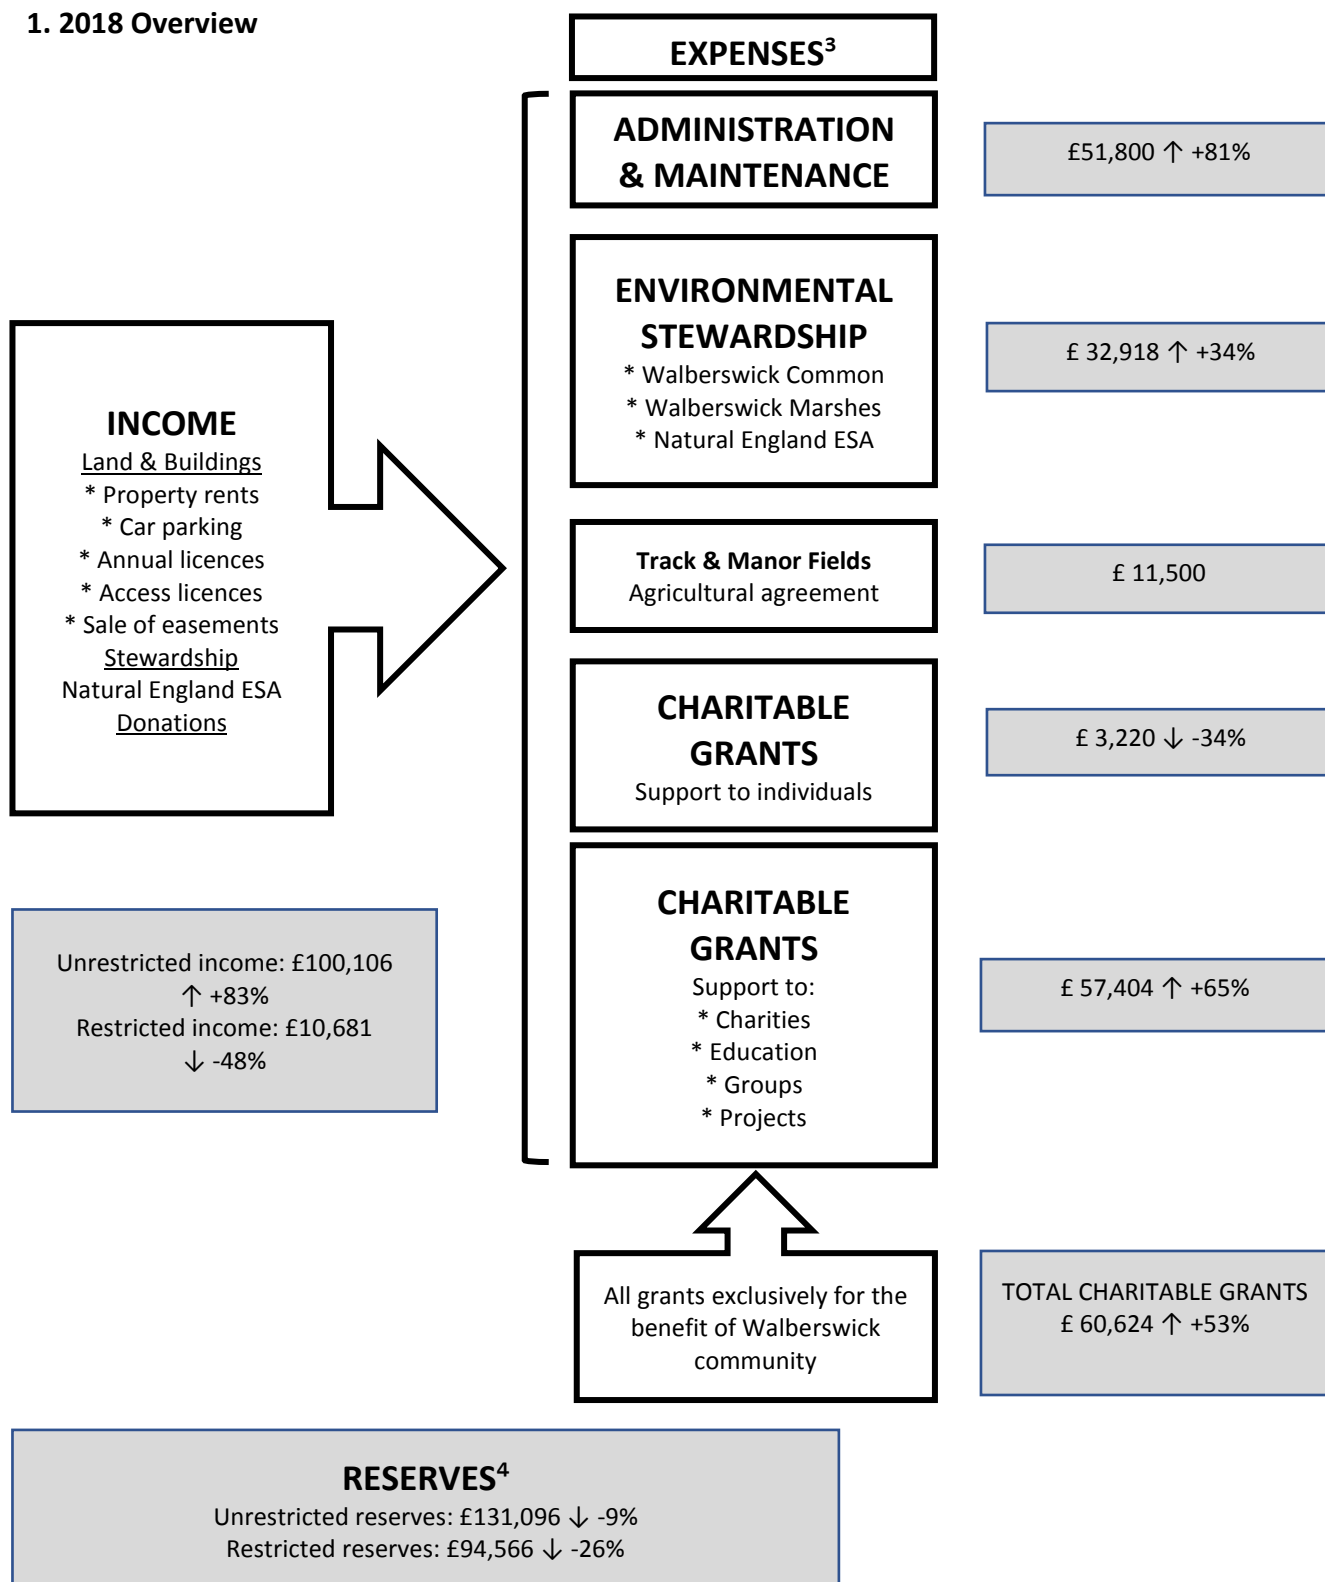 1. 2018 Overview
EXPENSES³
ADMINISTRATION
& MAINTENANCE
£51,800 ↑ +81%
ENVIRONMENTAL
STEWARDSHIP
* Walberswick Common
* Walberswick Marshes
* Natural England ESA
£ 32,918 ↑ +34%
INCOME
Land & Buildings
* Property rents
* Car parking
* Annual licences
* Access licences
* Sale of easements
Stewardship
Natural England ESA
Donations
Track & Manor Fields
Agricultural agreement
£ 11,500
CHARITABLE
GRANTS
Support to individuals
£ 3,220 ↓ -34%
Unrestricted income: £100,106
↑ +83%
Restricted income: £10,681
↓ -48%
CHARITABLE
GRANTS
Support to:
* Charities
* Education
* Groups
* Projects
£ 57,404 ↑ +65%
All grants exclusively for the
benefit of Walberswick
community
TOTAL CHARITABLE GRANTS
£ 60,624 ↑ +53%
RESERVES⁴
Unrestricted reserves: £131,096 ↓ -9%
Restricted reserves: £94,566 ↓ -26%